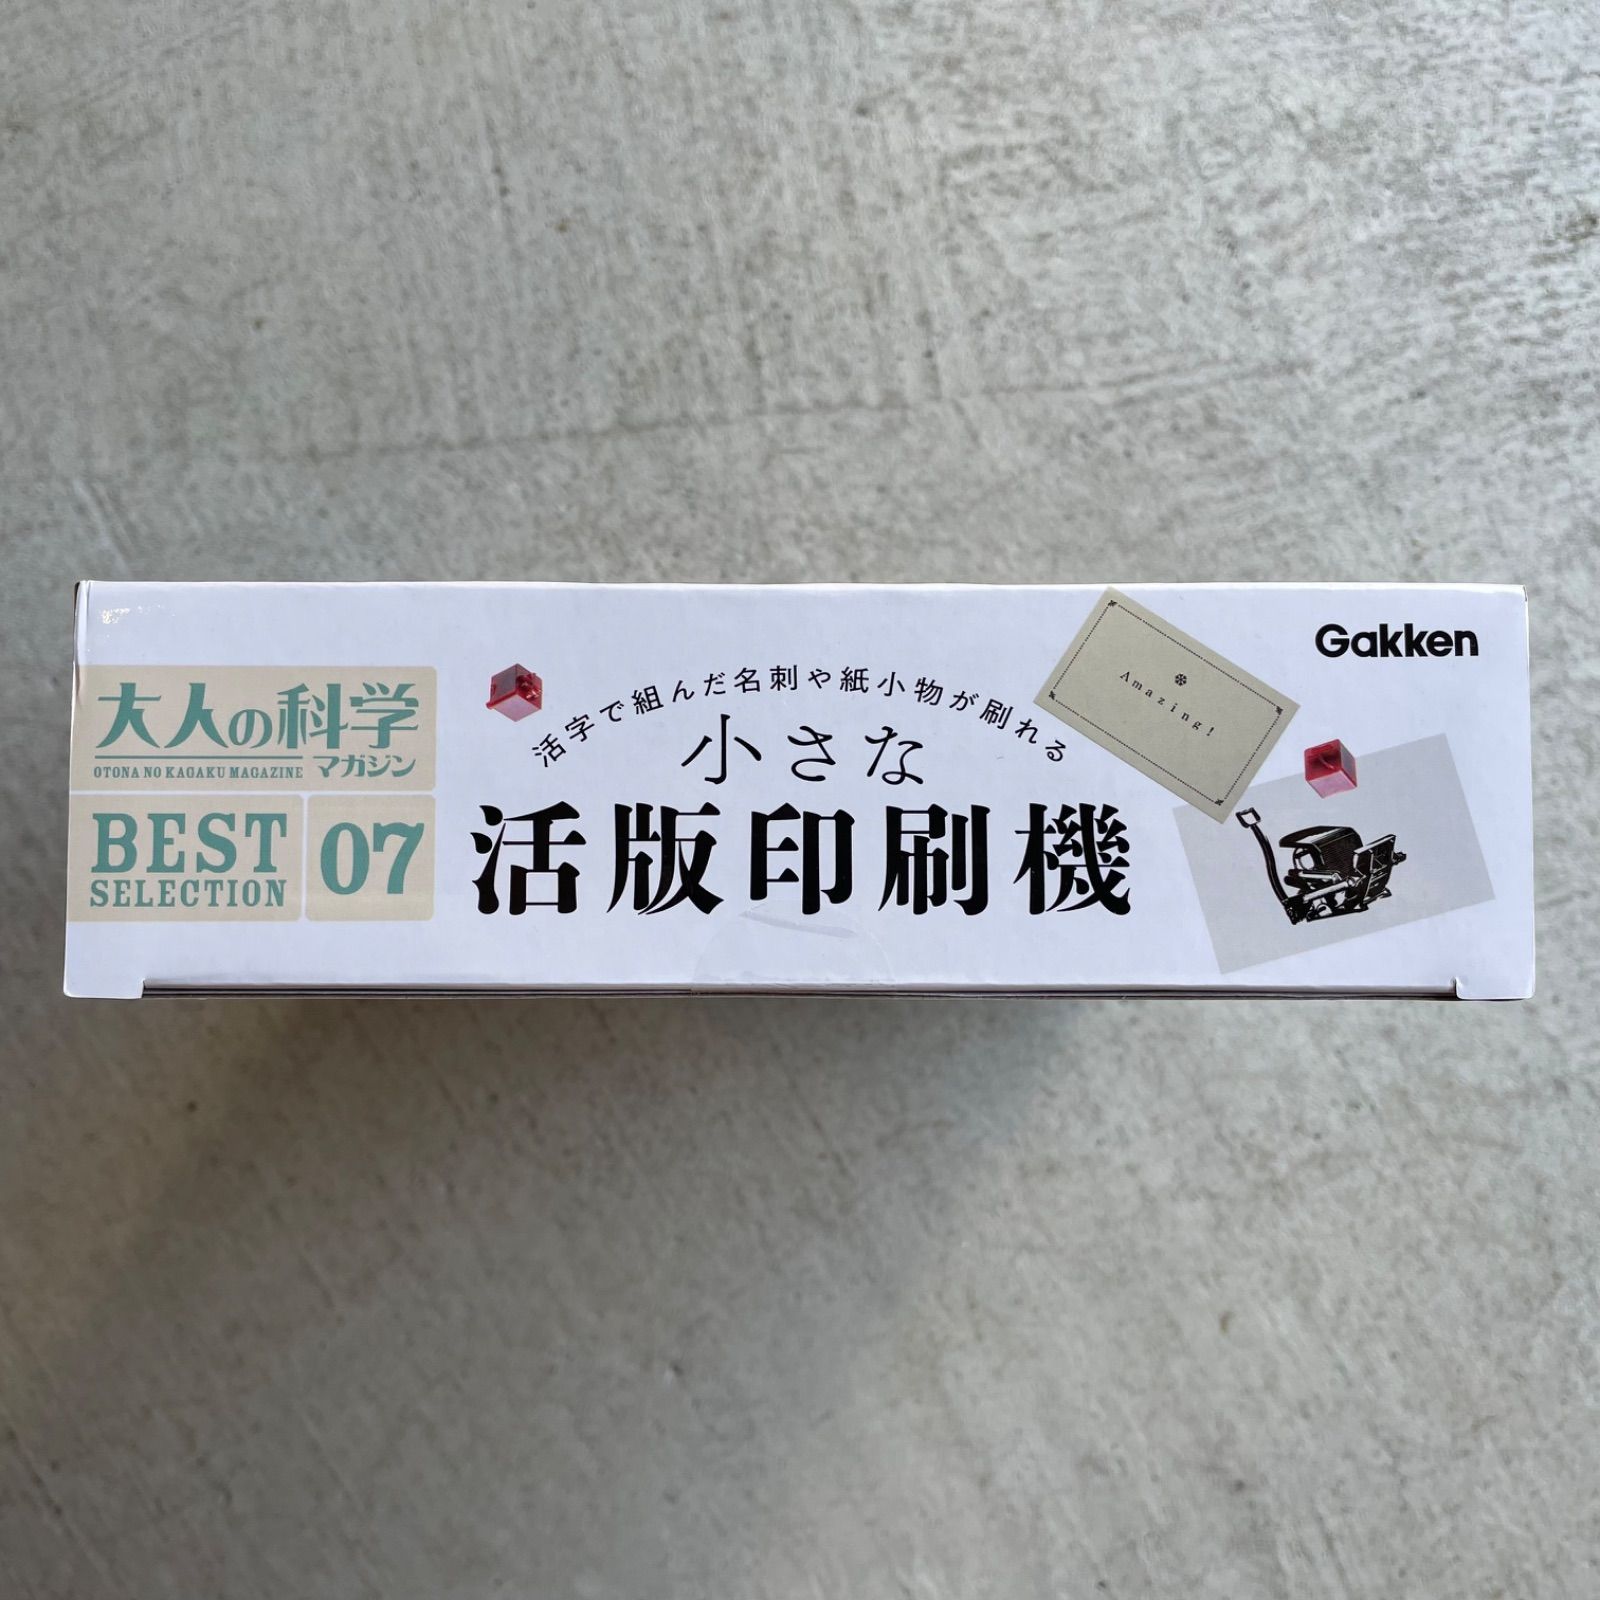 大人の科学
OTONA NO KAGAKU MAGAZINE マガジン
BEST
SELECTION
07
活字で組んだ名刺や紙小物が刷れる
小さな
活版印刷機
Amazing!
Gakken